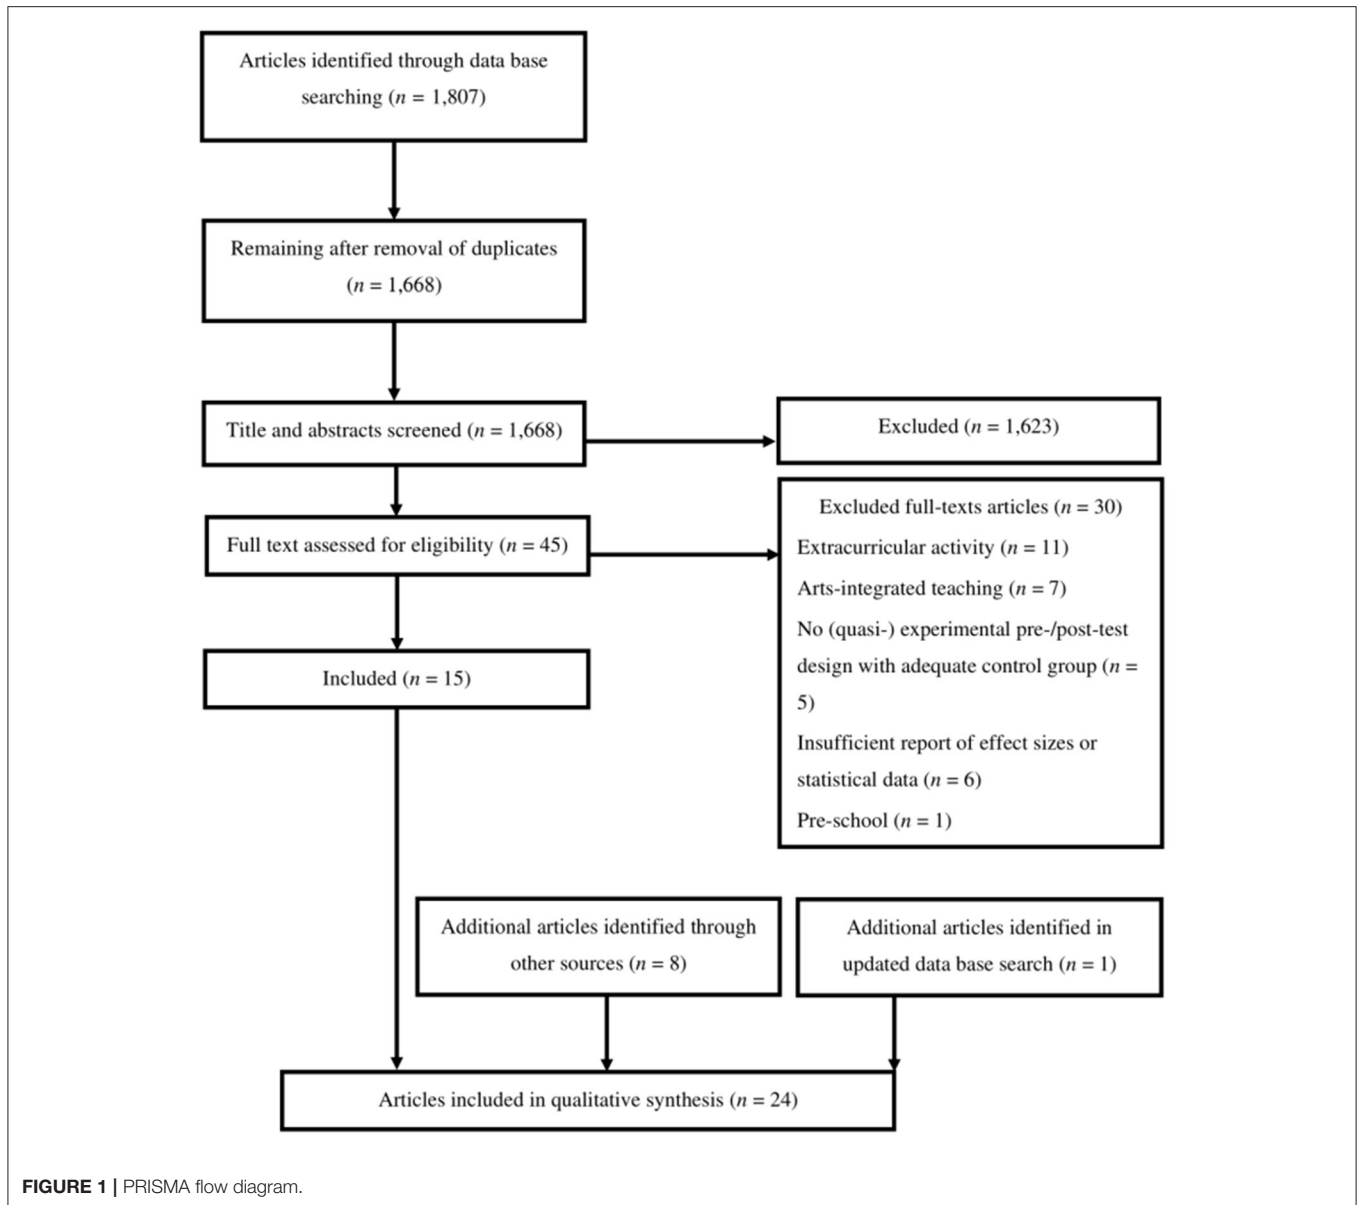 Articles identified through data base
searching (n = 1,807)
Remaining after removal of duplicates
(n = 1,668)
Title and abstracts screened (n = 1,668)
Excluded (n = 1,623)
Full text assessed for eligibility (n = 45)
Excluded full-texts articles (n = 30)
Extracurricular activity (n = 11)
Arts-integrated teaching (n = 7)
No (quasi-) experimental pre-/post-test
design with adequate control group (n =
5)
Insufficient report of effect sizes or
statistical data (n = 6)
Pre-school (n = 1)
Included (n = 15)
Additional articles identified through
other sources (n = 8)
Additional articles identified in
updated data base search (n = 1)
Articles included in qualitative synthesis (n = 24)
FIGURE 1 | PRISMA flow diagram.